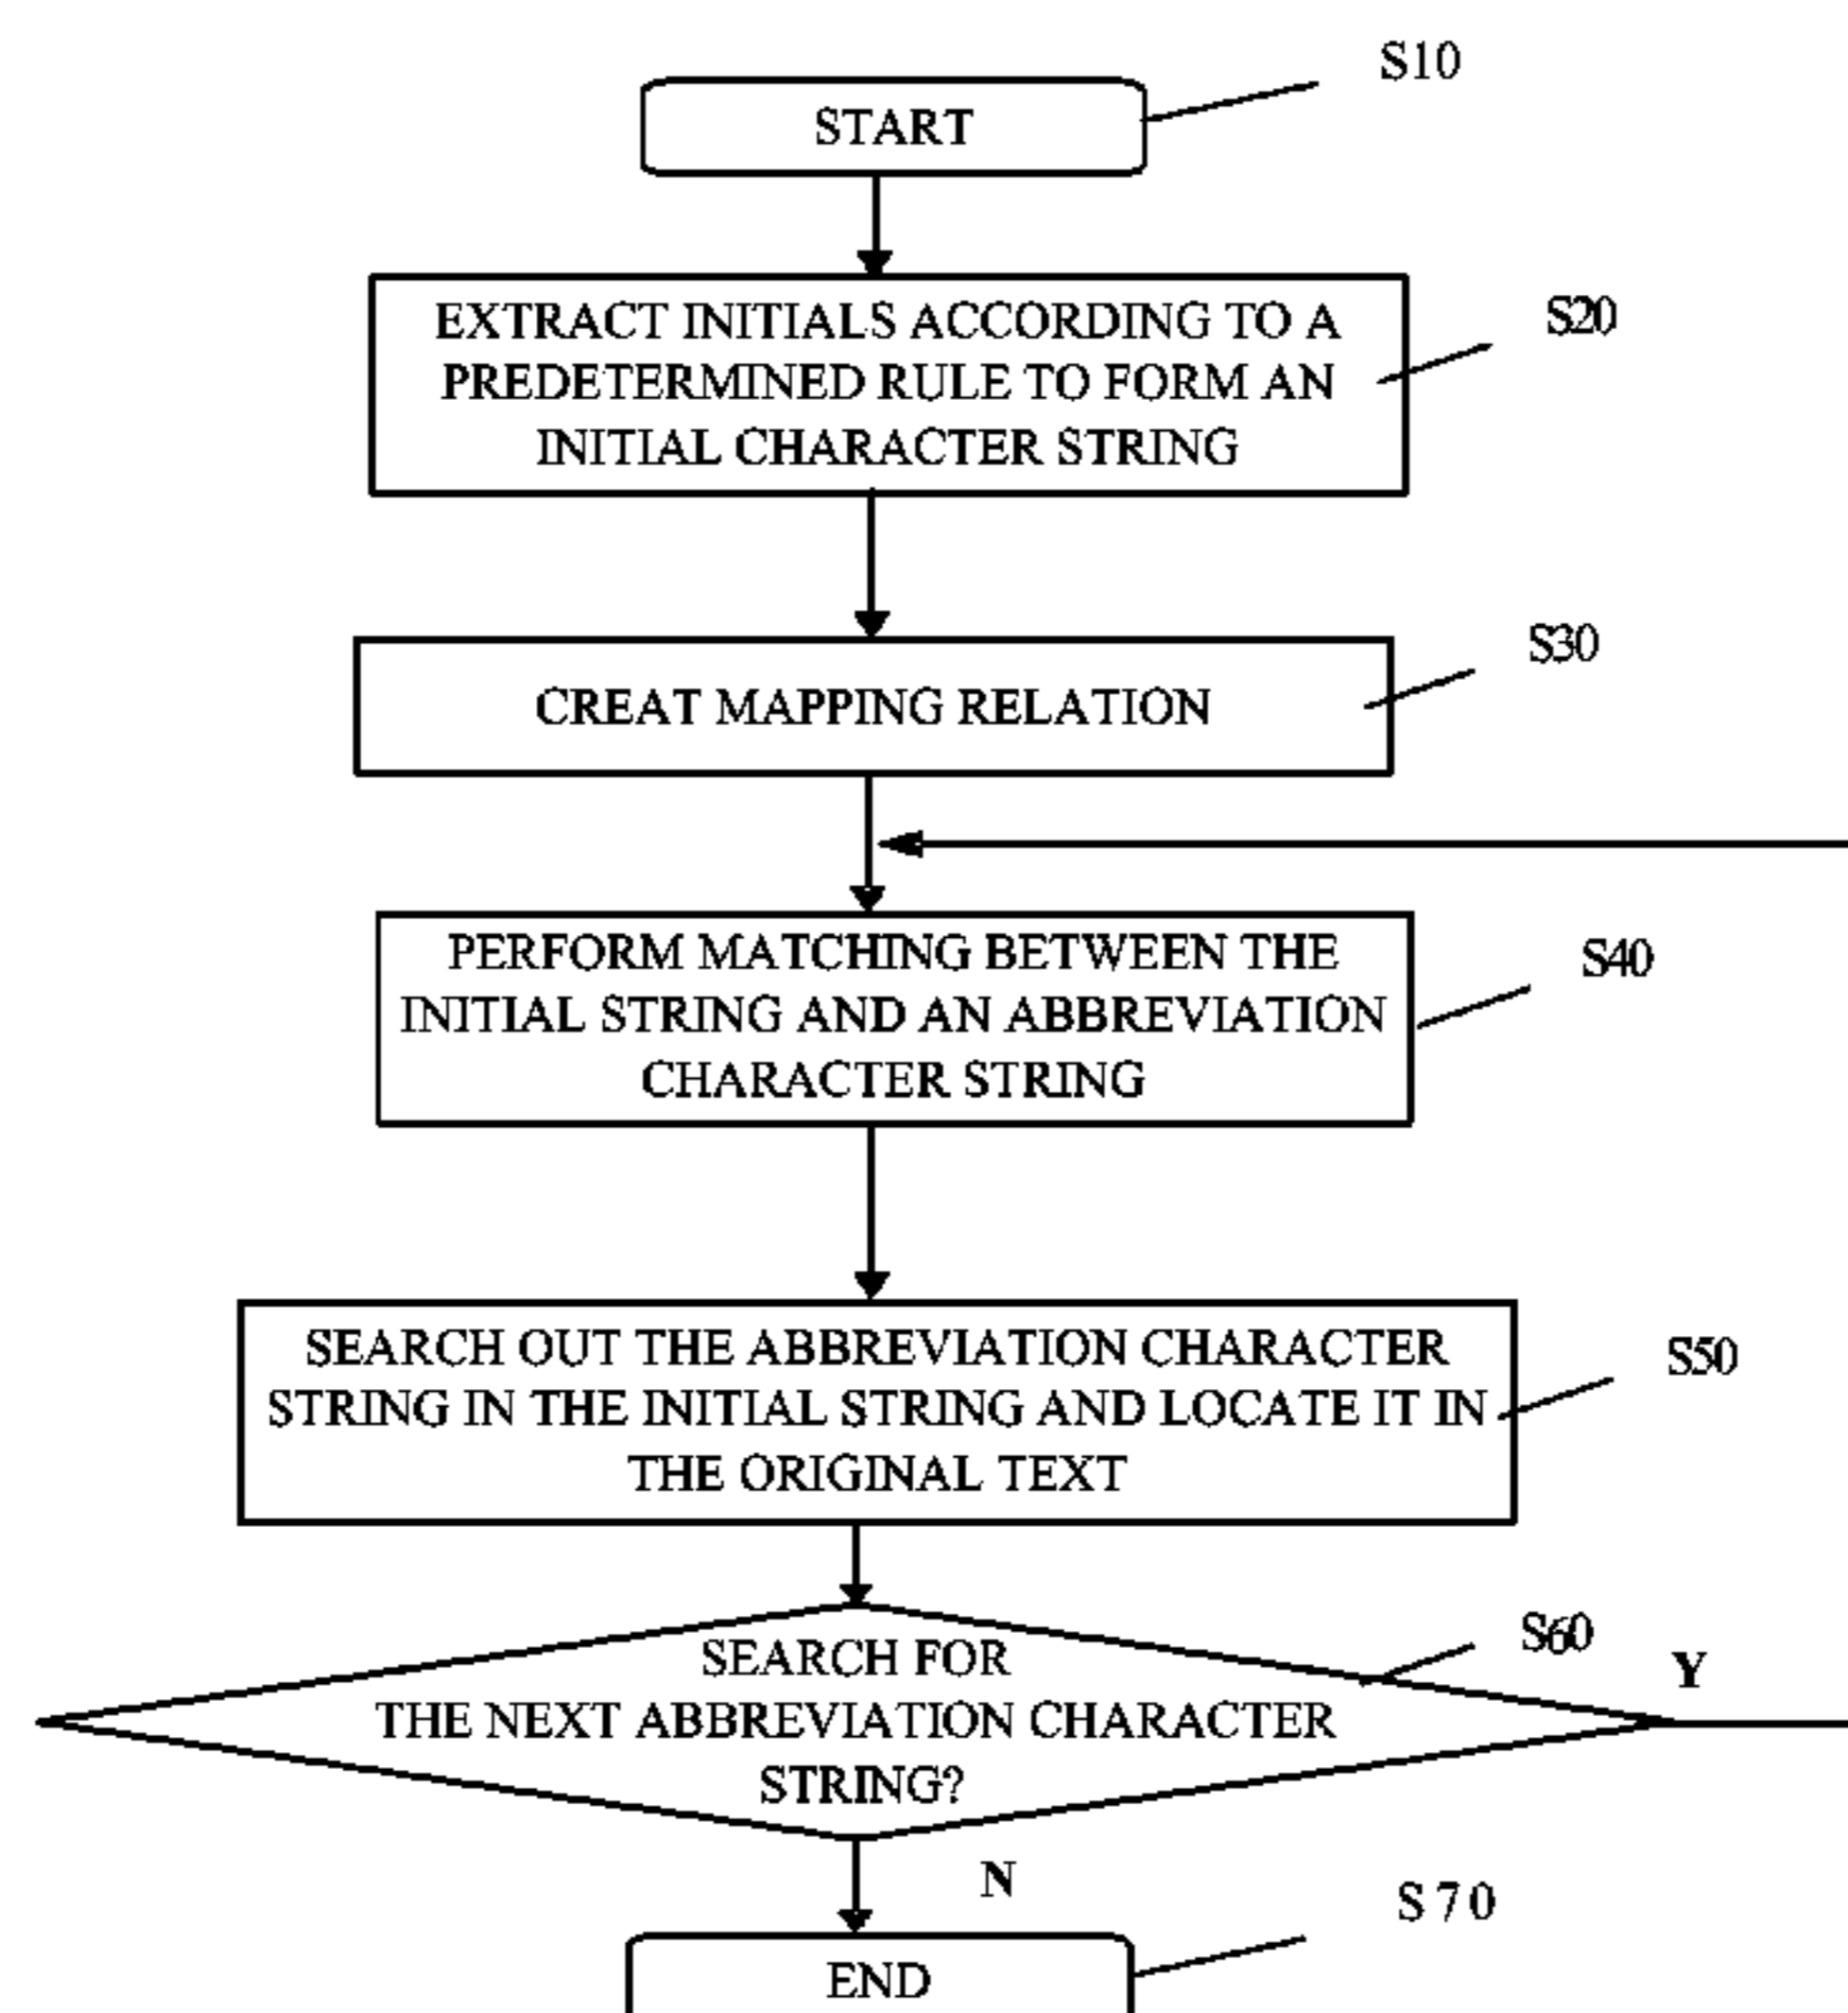 S10
START
EXTRACT INITIALS ACCORDING TO A
PREDETERMINED RULE TO FORM AN
INITIAL CHARACTER STRING
S20
CREAT MAPPING RELATION
S30
PERFORM MATCHING BETWEEN THE
INITIAL STRING AND AN ABBREVIATION
CHARACTER STRING
S40
SEARCH OUT THE ABBREVIATION CHARACTER
STRING IN THE INITIAL STRING AND LOCATE IT IN
THE ORIGINAL TEXT
S50
SEARCH FOR
THE NEXT ABBREVIATION CHARACTER
STRING?
S60
Y
N
S 7 0
END